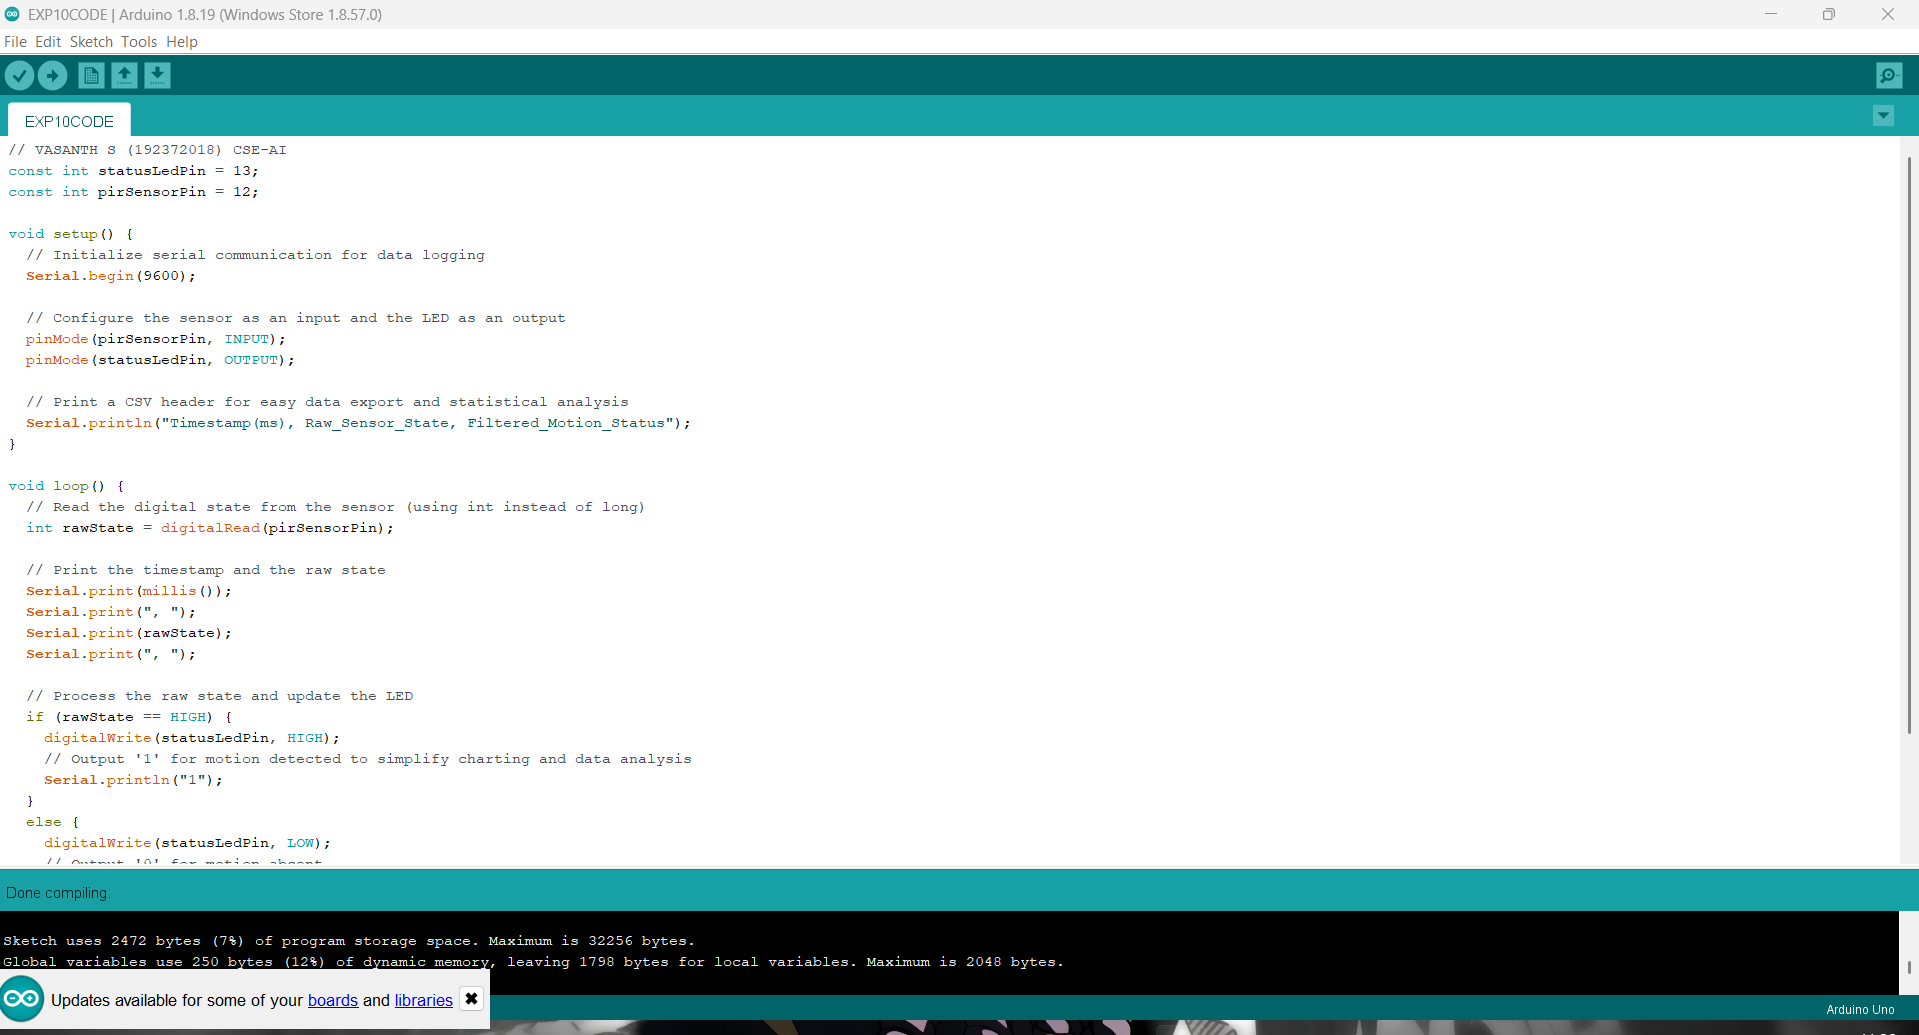 EXP10CODE | Arduino 1.8.19 (Windows Store 1.8.57.0)
File Edit Sketch Tools Help
EXP10CODE
// VASANTH S (192372018) CSE-AI
const int statusLedPin = 13;
const int pirSensorPin = 12;
void setup() {
// Initialize serial communication for data logging
Serial.begin(9600);
// Configure the sensor as an input and the LED as an output
pinMode(pirSensorPin, INPUT);
pinMode(statusLedPin, OUTPUT);
// Print a CSV header for easy data export and statistical analysis
Serial.println("Timestamp(ms), Raw_Sensor_State, Filtered_Motion_Status");
}
void loop() {
// Read the digital state from the sensor (using int instead of long)
int rawState = digitalRead(pirSensorPin);
// Print the timestamp and the raw state
Serial.print(millis());
Serial.print(", ");
Serial.print(rawState);
Serial.print(", ");
// Process the raw state and update the LED
if (rawState == HIGH) {
digitalWrite(statusLedPin, HIGH);
// Output '1' for motion detected to simplify charting and data analysis
Serial.println("1");
}
else {
digitalWrite(statusLedPin, LOW);
// Output '0' for motion absent
Done compiling.
Sketch uses 2472 bytes (7%) of program storage space. Maximum is 32256 bytes.
Global variables use 250 bytes (12%) of dynamic memory, leaving 1798 bytes for local variables. Maximum is 2048 bytes.
Updates available for some of your boards and libraries
Arduino Uno